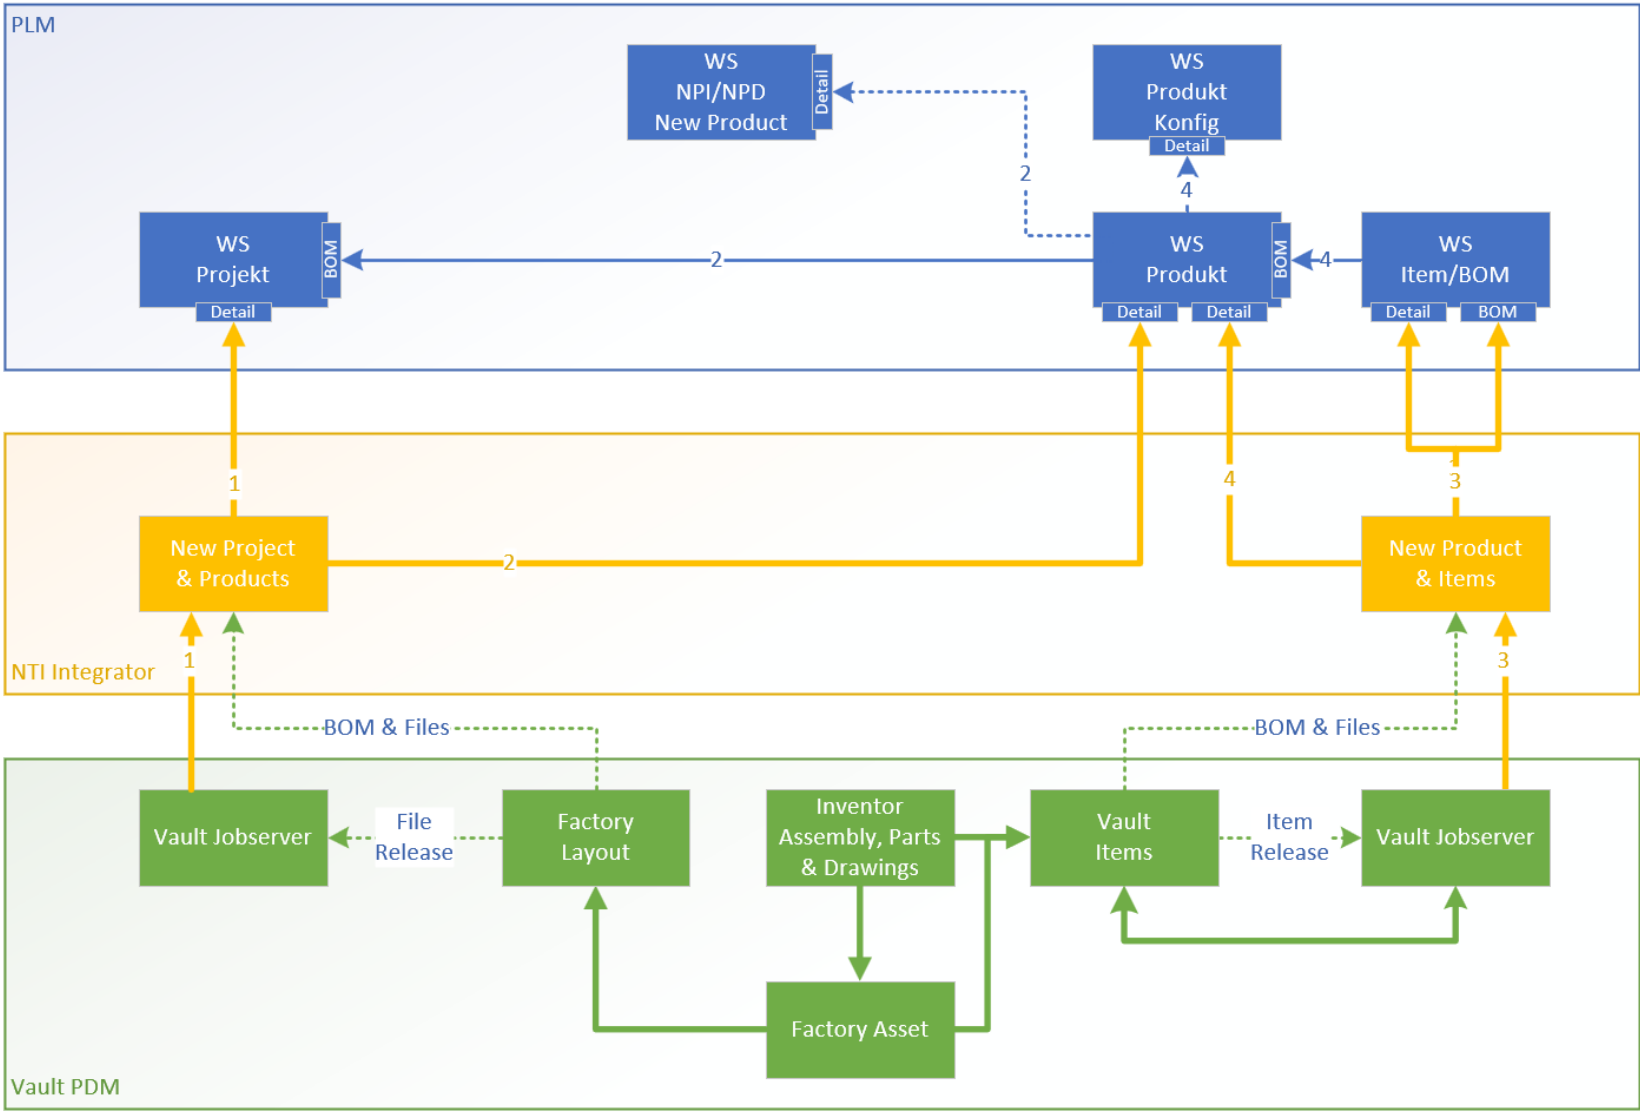 PLM
WS
NPI/NPD
New Product
Detail
WS
Produkt
Konfig
Detail
2
4
WS
Projekt
BOM
Detail
2
WS
Produkt
BOM
Detail
Detail
4
WS
Item/BOM
Detail
BOM
1
4
3
New Project
& Products
2
New Product
& Items
1
3
NTI Integrator
BOM & Files
BOM & Files
Vault Jobserver
File
Release
Factory
Layout
Inventor
Assembly, Parts
& Drawings
Vault
Items
Item
Release
Vault Jobserver
Factory Asset
Vault PDM